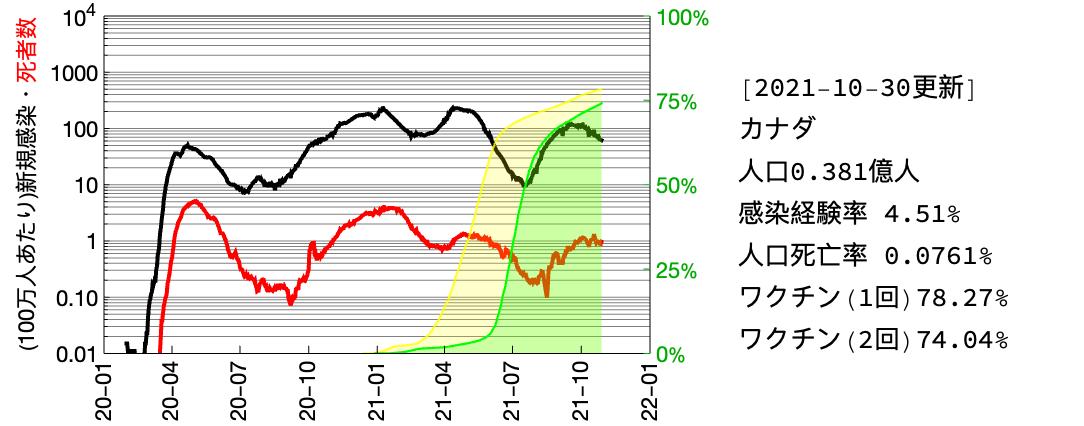 (100万人あたり)新規感染・死者数
10^4
1000
100
10
1
0.10
0.01
100%
75%
50%
25%
0%
20-01
20-04
20-07
20-10
21-01
21-04
21-07
21-10
22-01
[2021-10-30更新]
カナダ
人口0.381億人
感染経験率 4.51%
人口死亡率 0.0761%
ワクチン(1回)78.27%
ワクチン(2回)74.04%